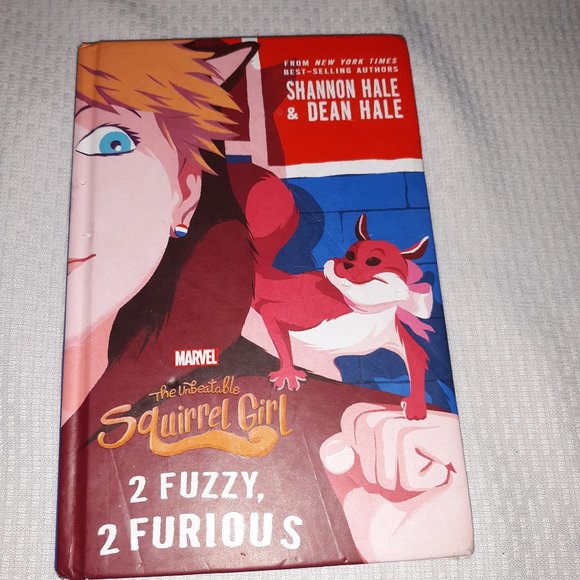 FROM NEW YORK TIMES
BEST-SELLING AUTHORS
SHANNON HALE
& DEAN HALE
MARVEL
The Unbeatable
Squirrel Girl
2 FUZZY,
2 FURIOUS